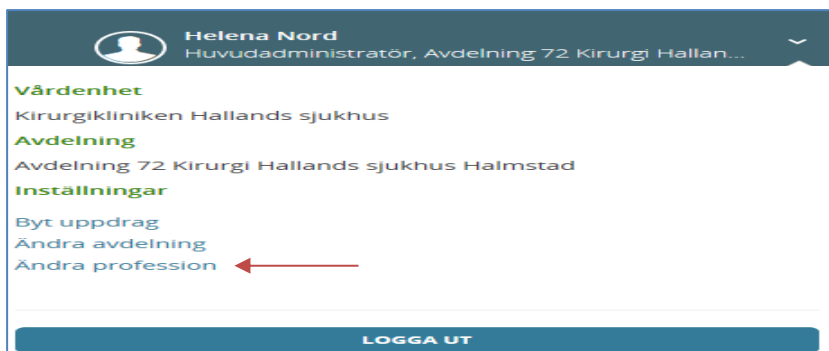 Helena Nord
Huvudadministratör, Avdelning 72 Kirurgi Hallan...
Vårdenhet
Kirurgikliniken Hallands sjukhus
Avdelning
Avdelning 72 Kirurgi Hallands sjukhus Halmstad
Inställningar
Byt uppdrag
Ändra avdelning
Ändra profession
LOGGA UT